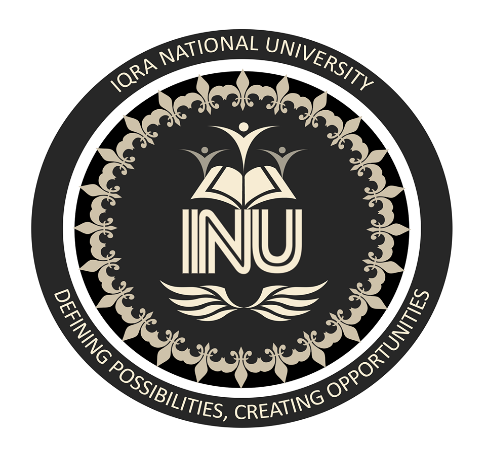 IQRA NATIONAL UNIVERSITY
INU
DEFINING POSSIBILITIES, CREATING OPPORTUNITIES